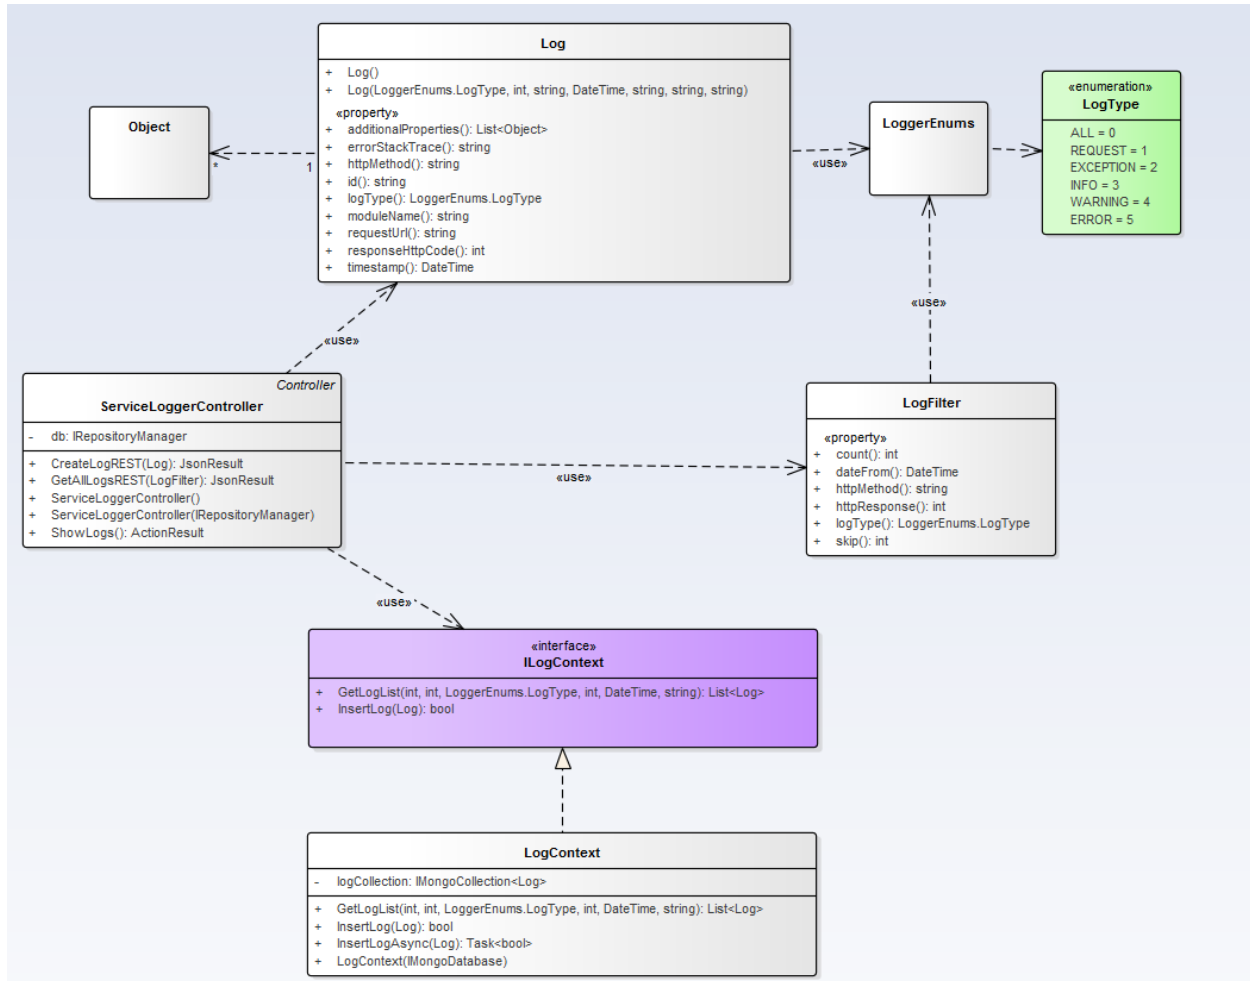 Log
+ Log()
+ Log(LoggerEnums.LogType, int, string, DateTime, string, string, string)
«property»
+ additionalProperties(): List<Object>
+ errorStackTrace(): string
+ httpMethod(): string
+ id(): string
+ logType(): LoggerEnums.LogType
+ moduleName(): string
+ requestUrl(): string
+ responseHttpCode(): int
+ timestamp(): DateTime
Object
*
1
«use»
LoggerEnums
«enumeration»
LogType
ALL = 0
REQUEST = 1
EXCEPTION = 2
INFO = 3
WARNING = 4
ERROR = 5
«use»
«use»
Controller
ServiceLoggerController
- db: IRepositoryManager
+ CreateLogREST(Log): JsonResult
+ GetAllLogsREST(LogFilter): JsonResult
+ ServiceLoggerController()
+ ServiceLoggerController(IRepositoryManager)
+ ShowLogs(): ActionResult
«use»
LogFilter
«property»
+ count(): int
+ dateFrom(): DateTime
+ httpMethod(): string
+ httpResponse(): int
+ logType(): LoggerEnums.LogType
+ skip(): int
«use»
«interface»
ILogContext
+ GetLogList(int, int, LoggerEnums.LogType, int, DateTime, string): List<Log>
+ InsertLog(Log): bool
LogContext
- logCollection: IMongoCollection<Log>
+ GetLogList(int, int, LoggerEnums.LogType, int, DateTime, string): List<Log>
+ InsertLog(Log): bool
+ InsertLogAsync(Log): Task<bool>
+ LogContext(IMongoDatabase)